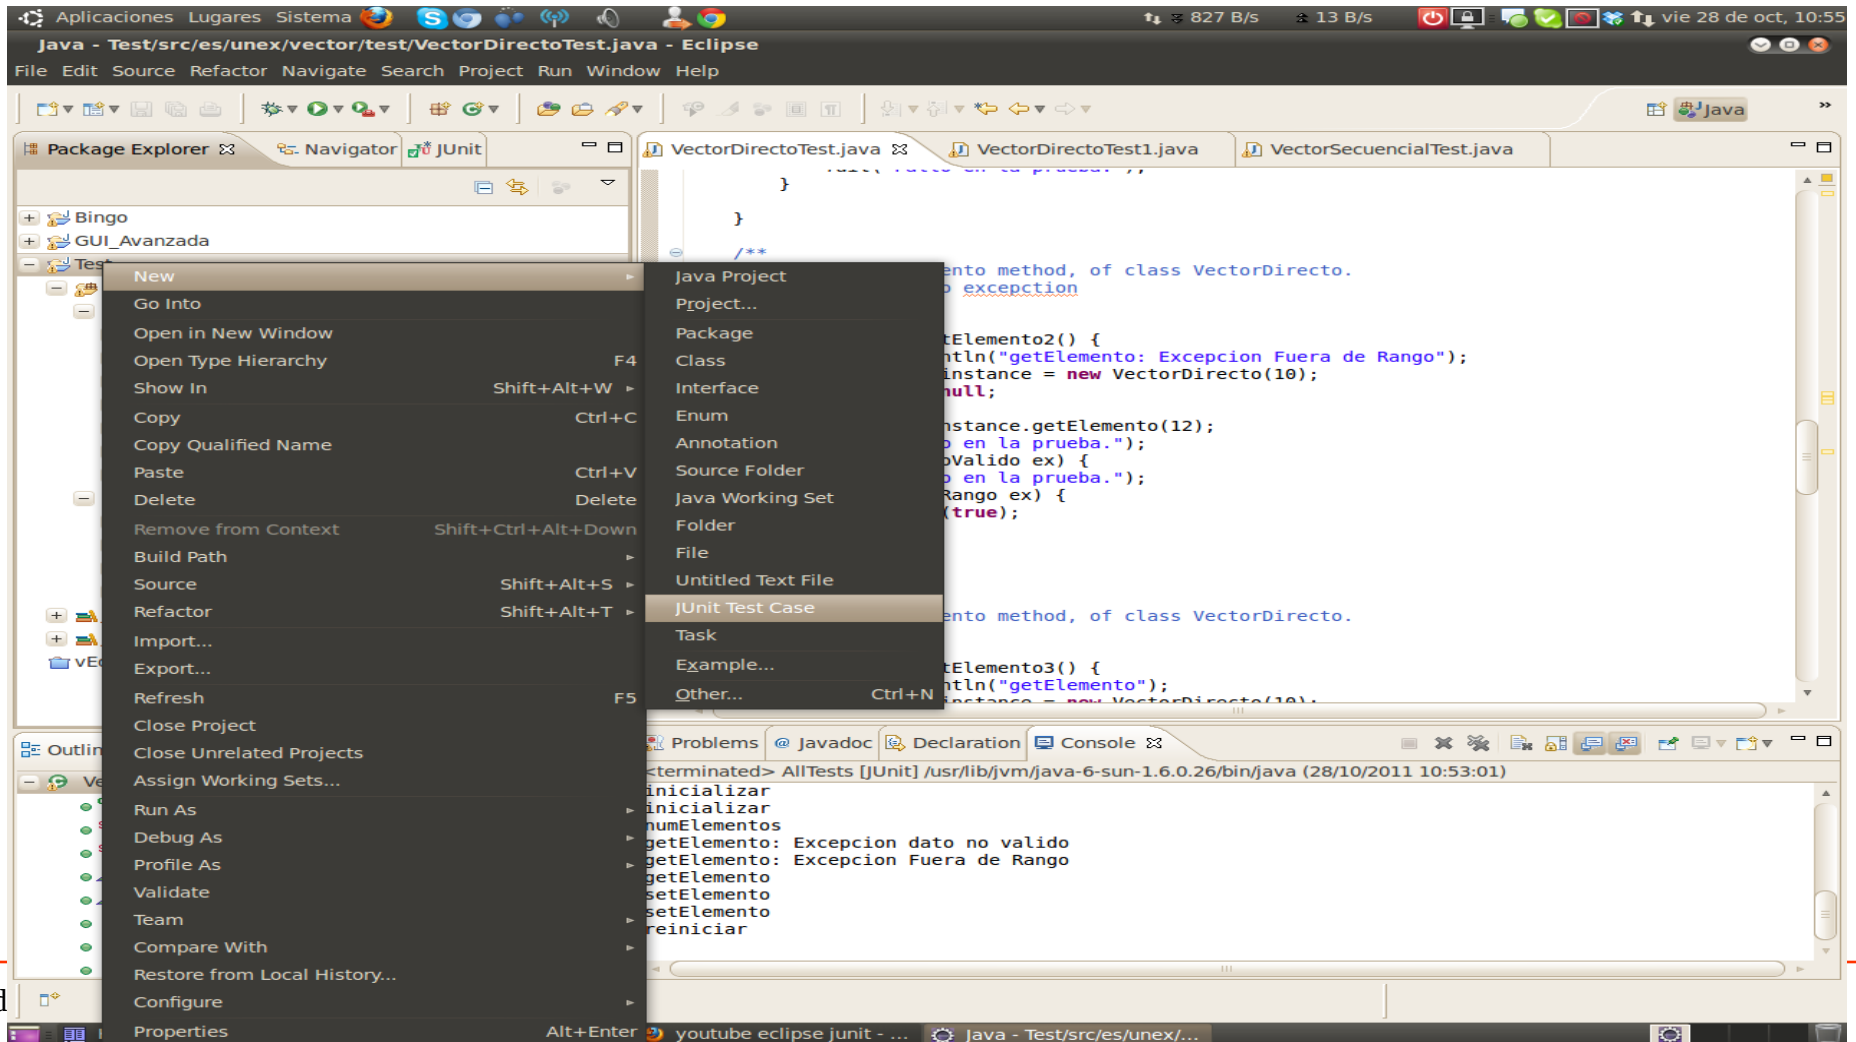 Aplicaciones Lugares Sistema
827 B/s 13 B/s vie 28 de oct, 10:55
Java - Test/src/es/unex/vector/test/VectorDirectoTest.java - Eclipse
File Edit Source Refactor Navigate Search Project Run Window Help
Java
Package Explorer Navigator JUnit
VectorDirectoTest.java VectorDirectoTest1.java VectorSecuencialTest.java
Bingo
GUI_Avanzada
Test
New
Go Into
Open in New Window
Open Type Hierarchy F4
Show In Shift+Alt+W
Copy Ctrl+C
Copy Qualified Name
Paste Ctrl+V
Delete Delete
Remove from Context Shift+Ctrl+Alt+Down
Build Path
Source Shift+Alt+S
Refactor Shift+Alt+T
Import...
Export...
Refresh F5
Close Project
Close Unrelated Projects
Assign Working Sets...
Run As
Debug As
Profile As
Validate
Team
Compare With
Restore from Local History...
Configure
Properties Alt+Enter
Java Project
Project...
Package
Class
Interface
Enum
Annotation
Source Folder
Java Working Set
Folder
File
Untitled Text File
JUnit Test Case
Task
Example...
Other... Ctrl+N
}
}
/**
ento method, of class VectorDirecto.
excepction
tElemento2() {
ntln("getElemento: Excepcion Fuera de Rango");
instance = new VectorDirecto(10);
null;
nstance.getElemento(12);
en la prueba.");
oValido ex) {
en la prueba.");
Rango ex) {
(true);
ento method, of class VectorDirecto.
tElemento3() {
ntln("getElemento");
instance = new VectorDirecto(10);
vEd
Outlin
Ve
Problems @ Javadoc Declaration Console
<terminated> AllTests [JUnit] /usr/lib/jvm/java-6-sun-1.6.0.26/bin/java (28/10/2011 10:53:01)
inicializar
inicializar
numElementos
getElemento: Excepcion dato no valido
getElemento: Excepcion Fuera de Rango
getElemento
setElemento
setElemento
reiniciar
d
youtube eclipse junit - ... Java - Test/src/es/unex/...